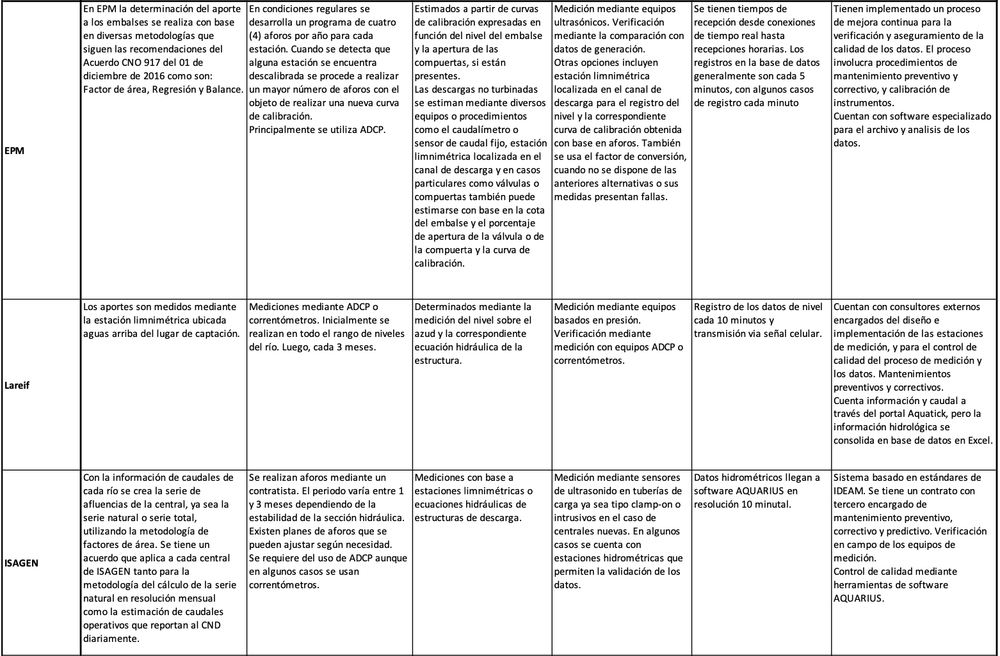 EPM
En EPM la determinación del aporte
a los embalses se realiza con base
en diversas metodologías que
siguen las recomendaciones del
Acuerdo CNO 917 del 01 de
diciembre de 2016 como son:
Factor de área, Regresión y Balance.
En condiciones regulares se
desarrolla un programa de cuatro
(4) aforos por año para cada
estación. Cuando se detecta que
alguna estación se encuentra
descalibrada se procede a realizar
un mayor número de aforos con el
objeto de realizar una nueva curva
de calibración.
Principalmente se utiliza ADCP.
Estimados a partir de curvas
de calibración expresadas en
función del nivel del embalse
y la apertura de las
compuertas, si están
presentes.
Las descargas no turbinadas
se estiman mediante diversos
equipos o procedimientos
como el caudalímetro o
sensor de caudal fijo, estación
limnimétrica localizada en el
canal de descarga y en casos
particulares como válvulas o
compuertas también puede
estimarse con base en la cota
del embalse y el porcentaje
de apertura de la válvula o de
la compuerta y la curva de
calibración.
Medición mediante equipos
ultrasónicos. Verificación
mediante la comparación con
datos de generación.
Otras opciones incluyen
estación limnimétrica
localizada en el canal de
descarga para el registro del
nivel y la correspondiente
curva de calibración obtenida
con base en aforos. También
se usa el factor de conversión,
cuando no se dispone de las
anteriores alternativas o sus
medidas presentan fallas.
Se tienen tiempos de
recepción desde conexiones
de tiempo real hasta
recepciones horarias. Los
registros en la base de datos
generalmente son cada 5
minutos, con algunos casos
de registro cada minuto
Tienen implementado un proceso
de mejora continua para la
verificación y aseguramiento de la
calidad de los datos. El proceso
involucra procedimientos de
mantenimiento preventivo y
correctivo, y calibración de
instrumentos.
Cuentan con software especializado
para el archivo y analisis de los
datos.
Lareif
Los aportes son medidos mediante
la estación limnimétrica ubicada
aguas arriba del lugar de captación.
Mediciones mediante ADCP o
correntómetros. Inicialmente se
realizan en todo el rango de niveles
del río. Luego, cada 3 meses.
Determinados mediante la
medición del nivel sobre el
azud y la correspondiente
ecuación hidráulica de la
estructura.
Medición mediante equipos
basados en presión.
Verificación mediante
medición con equipos ADCP o
correntómetros.
Registro de los datos de nivel
cada 10 minutos y
transmisión via señal celular.
Cuentan con consultores externos
encargados del diseño e
implementación de las estaciones
de medición, y para el control de
calidad del proceso de medición y
los datos. Mantenimientos
preventivos y correctivos.
Cuenta información y caudal a
través del portal Aquatick, pero la
información hidrológica se
consolida en base de datos en Excel.
ISAGEN
Con la información de caudales de
cada río se crea la serie de
afluencias de la central, ya sea la
serie natural o serie total,
utilizando la metodología de
factores de área. Se tiene un
acuerdo que aplica a cada central
de ISAGEN tanto para la
metodología del cálculo de la serie
natural en resolución mensual
como la estimación de caudales
operativos que reportan al CND
diariamente.
Se realizan aforos mediante un
contratista. El periodo varía entre 1
y 3 meses dependiendo de la
estabilidad de la sección hidráulica.
Existen planes de aforos que se
pueden ajustar según necesidad.
Se requiere del uso de ADCP aunque
en algunos casos se usan
correntómetros.
Mediciones con base a
estaciones limnimétricas o
ecuaciones hidráulicas de
estructuras de descarga.
Medición mediante sensores
de ultrasonido en tuberías de
carga ya sea tipo clamp-on o
intrusivos en el caso de
centrales nuevas. En algunos
casos se cuenta con
estaciones hidrométricas que
permiten la validación de los
datos.
Datos hidrométricos llegan a
software AQUARIUS en
resolución 10 minutal.
Sistema basado en estándares de
IDEAM. Se tiene un contrato con
tercero encargado de
mantenimiento preventivo,
correctivo y predictivo. Verificación
en campo de los equipos de
medición.
Control de calidad mediante
herramientas de software
AQUARIUS.